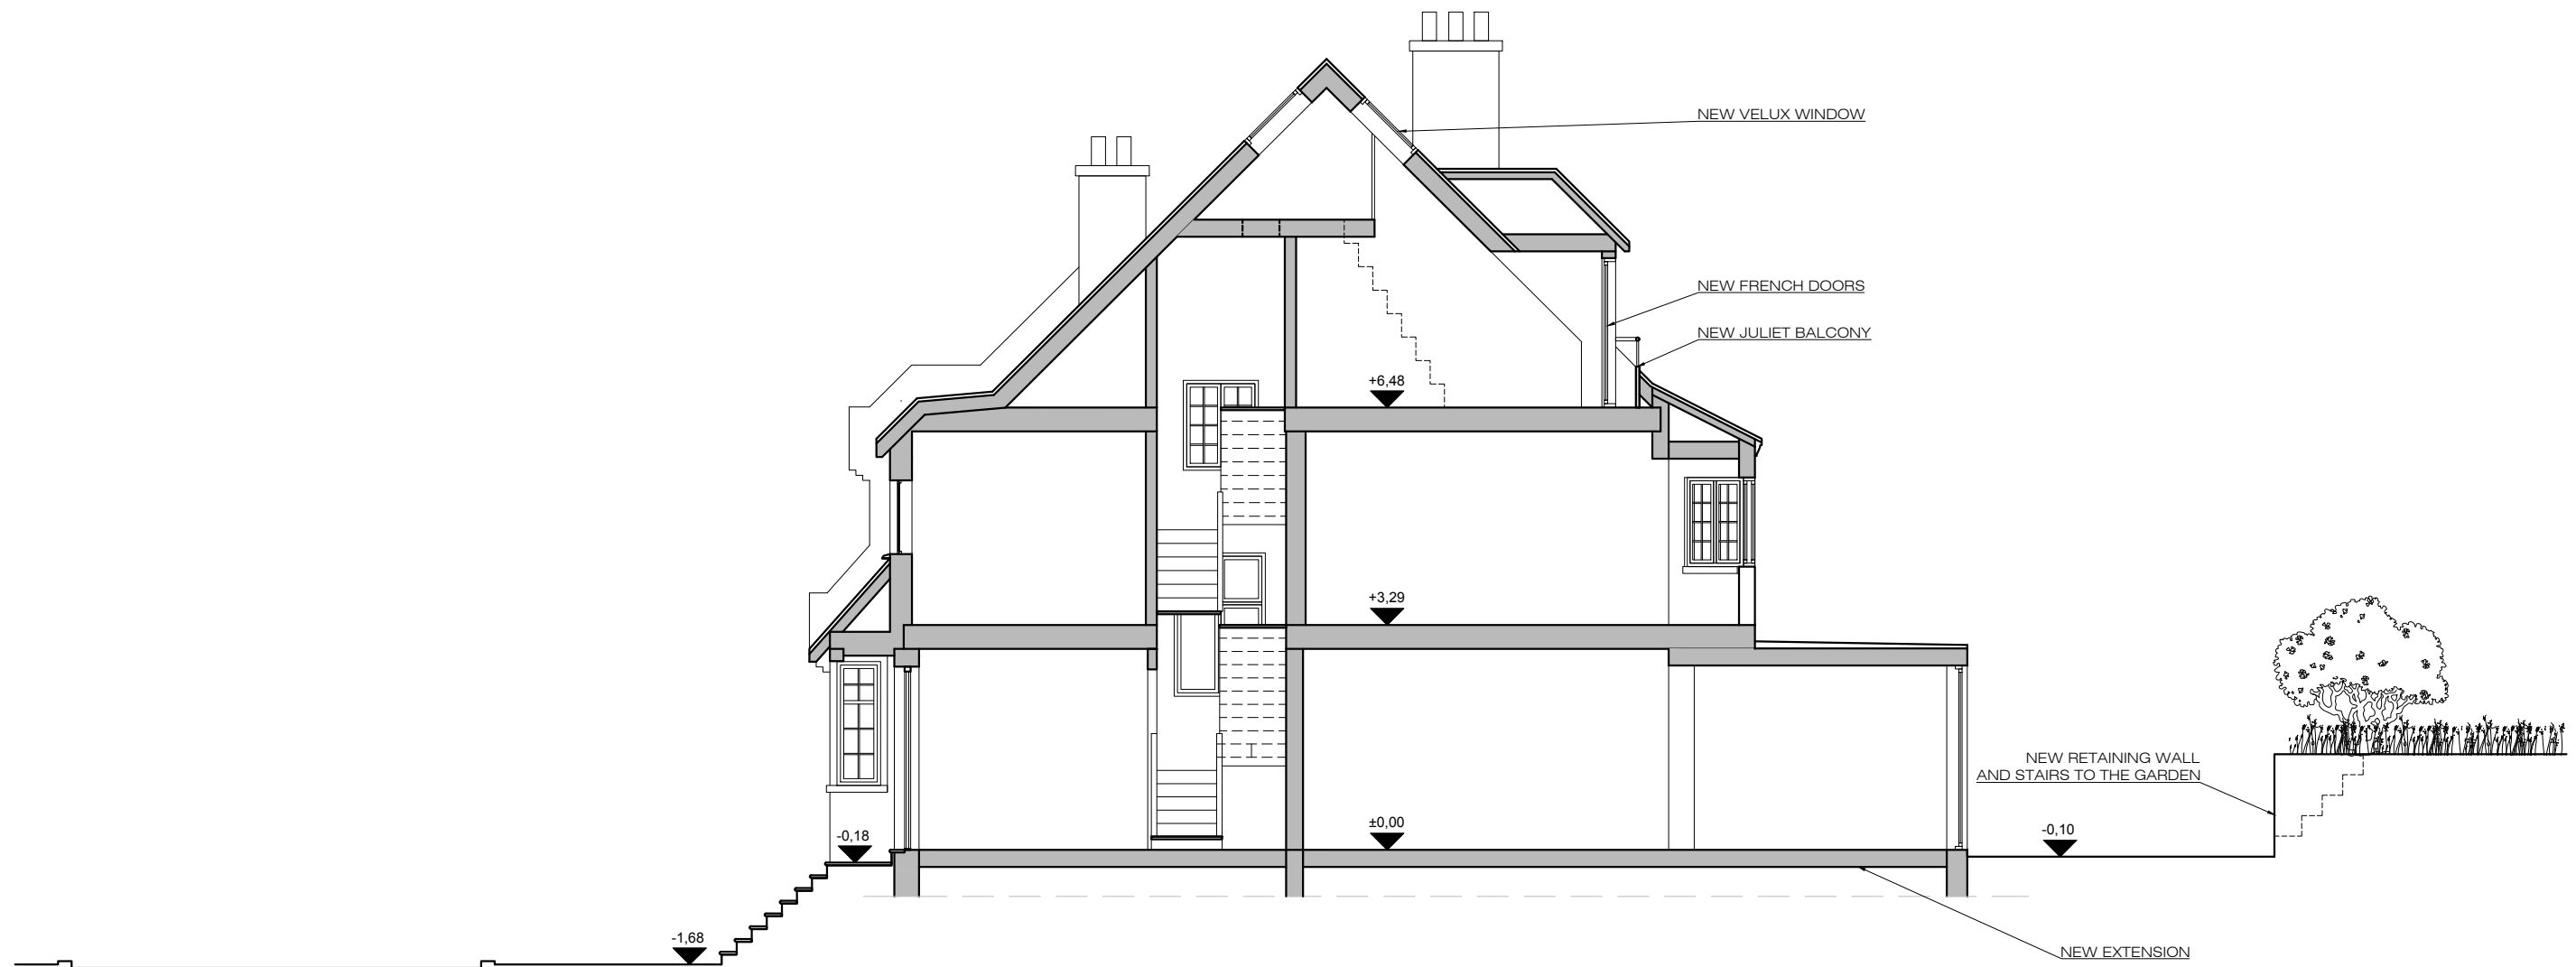 NEW VELUX WINDOW
NEW FRENCH DOORS
NEW JULIET BALCONY
+6,48
+3,29
NEW RETAINING WALL
AND STAIRS TO THE GARDEN
±0,00
-0,18
-0,10
-1,68
NEW EXTENSION